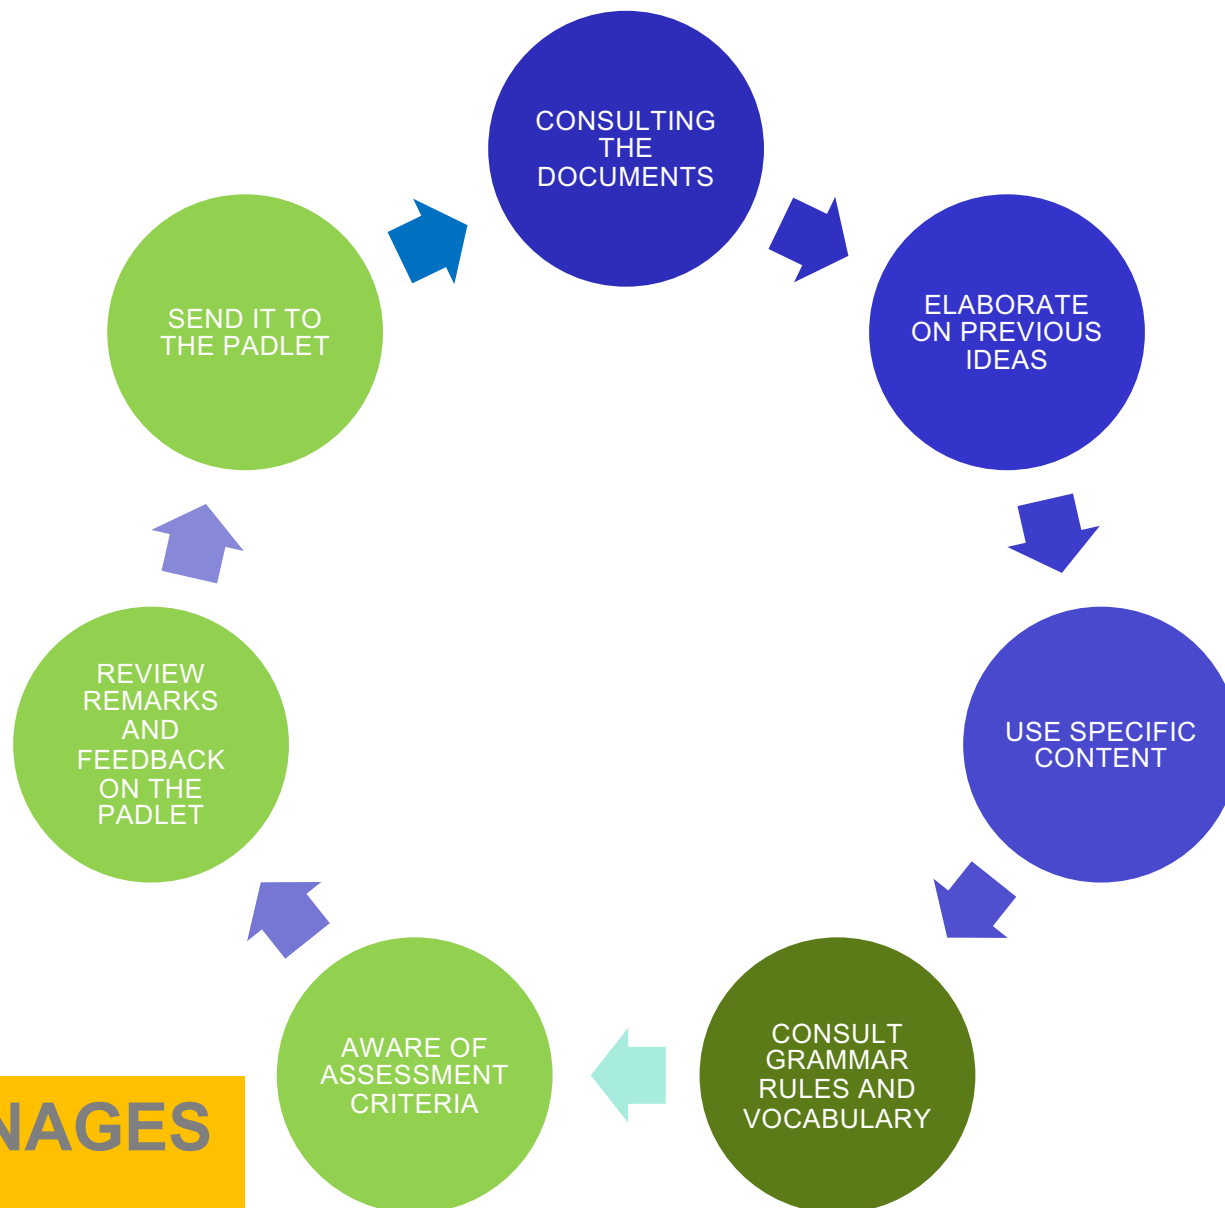 CONSULTING
THE
DOCUMENTS
ELABORATE
ON PREVIOUS
IDEAS
USE SPECIFIC
CONTENT
CONSULT
GRAMMAR
RULES AND
VOCABULARY
AWARE OF
ASSESSMENT
CRITERIA
REVIEW
REMARKS
AND
FEEDBACK
ON THE
PADLET
SEND IT TO
THE PADLET
NAGES